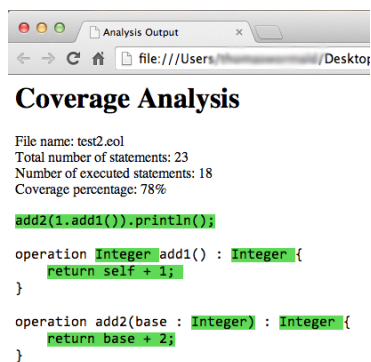 Analysis Output
file:///Users/ /Desktop
Coverage Analysis
File name: test2.eol
Total number of statements: 23
Number of executed statements: 18
Coverage percentage: 78%
add2(1.add1()).println();
operation Integer add1() : Integer {
return self + 1;
}
operation add2(base : Integer) : Integer {
return base + 2;
}